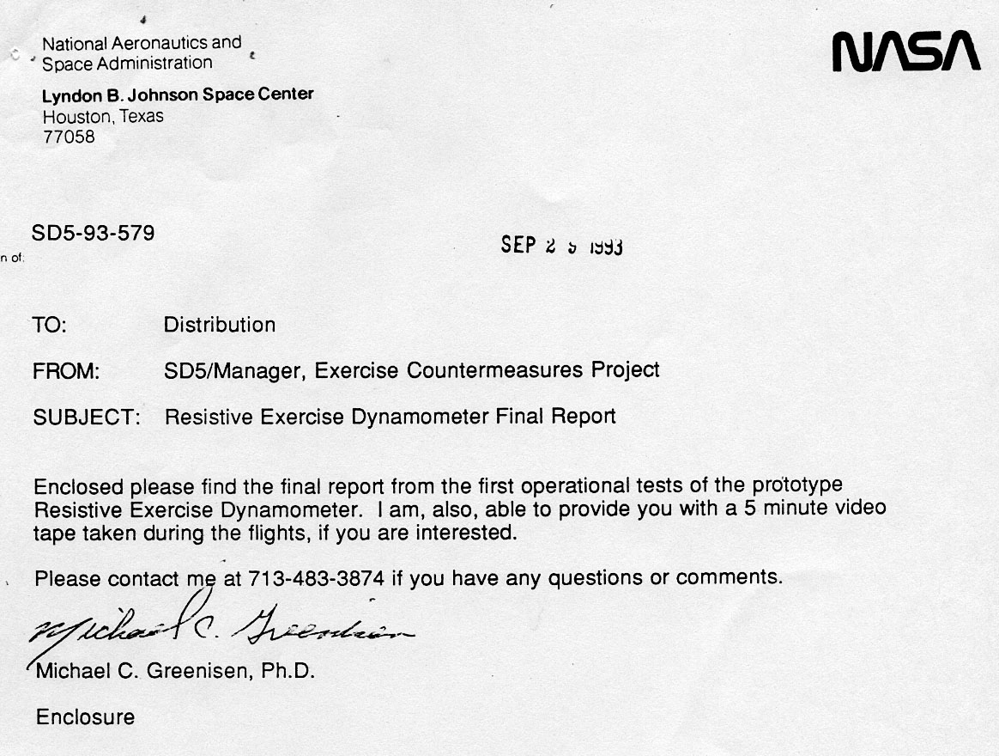 National Aeronautics and
Space Administration
NASA
Lyndon B. Johnson Space Center
Houston, Texas
77058
SD5-93-579
SEP 2 1993
n of:
TO: Distribution
FROM: SD5/Manager, Exercise Countermeasures Project
SUBJECT: Resistive Exercise Dynamometer Final Report
Enclosed please find the final report from the first operational tests of the prototype
Resistive Exercise Dynamometer. I am, also, able to provide you with a 5 minute video
tape taken during the flights, if you are interested.
Please contact me at 713-483-3874 if you have any questions or comments.
Michael C. Greenisen
Michael C. Greenisen, Ph.D.
Enclosure